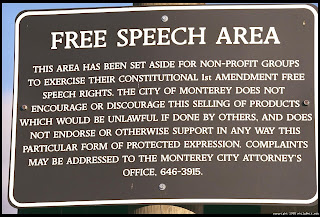 FREE SPEECH AREA
THIS AREA HAS BEEN SET ASIDE FOR NON-PROFIT GROUPS
TO EXERCISE THEIR CONSTITUTIONAL 1st AMENDMENT FREE
SPEECH RIGHTS. THE CITY OF MONTEREY DOES NOT
ENCOURAGE OR DISCOURAGE THIS SELLING OF PRODUCTS
WHICH WOULD BE UNLAWFUL IF DONE BY OTHERS, AND DOES
NOT ENDORSE OR OTHERWISE SUPPORT IN ANY WAY THIS
PARTICULAR FORM OF PROTECTED EXPRESSION. COMPLAINTS
MAY BE ADDRESSED TO THE MONTEREY CITY ATTORNEY'S
OFFICE, 646-3915.